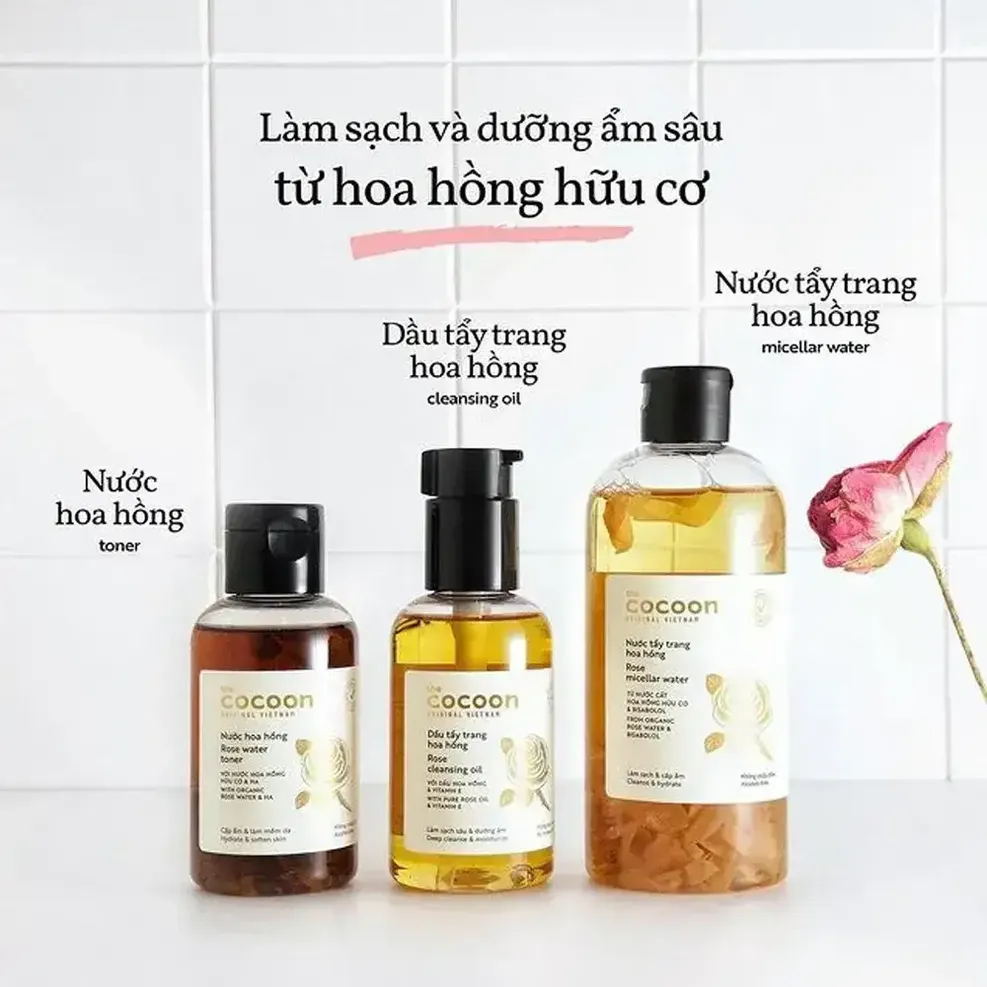 Làm sạch và dưỡng ẩm sâu
từ hoa hồng hữu cơ
Nước tẩy trang
hoa hồng
micellar water
Dầu tẩy trang
hoa hồng
cleansing oil
Nước
hoa hồng
toner
the
cocoon
ORIGINAL VIETNAM
Nước hoa hồng
Rose water
toner
VỚI NƯỚC HOA HỒNG
HỮU CƠ & HA
WITH ORGANIC
ROSE WATER & HA
Cấp ẩm & làm mềm da
Hydrate & soften skin
the
cocoon
ORIGINAL VIETNAM
Dầu tẩy trang
hoa hồng
Rose
cleansing oil
VỚI DẦU HOA HỒNG
& VITAMIN E
WITH PURE ROSE OIL
& VITAMIN E
Làm sạch sâu & dưỡng ẩm
Deep cleanse & moisturize
the
cocoon
ORIGINAL VIETNAM
Nước tẩy trang
hoa hồng
Rose
micellar water
TỪ NƯỚC CẤT
HOA HỒNG HỮU CƠ
& BISABOLOL
FROM ORGANIC
ROSE WATER &
BISABOLOL
Làm sạch & cấp ẩm
Cleanse & hydrate